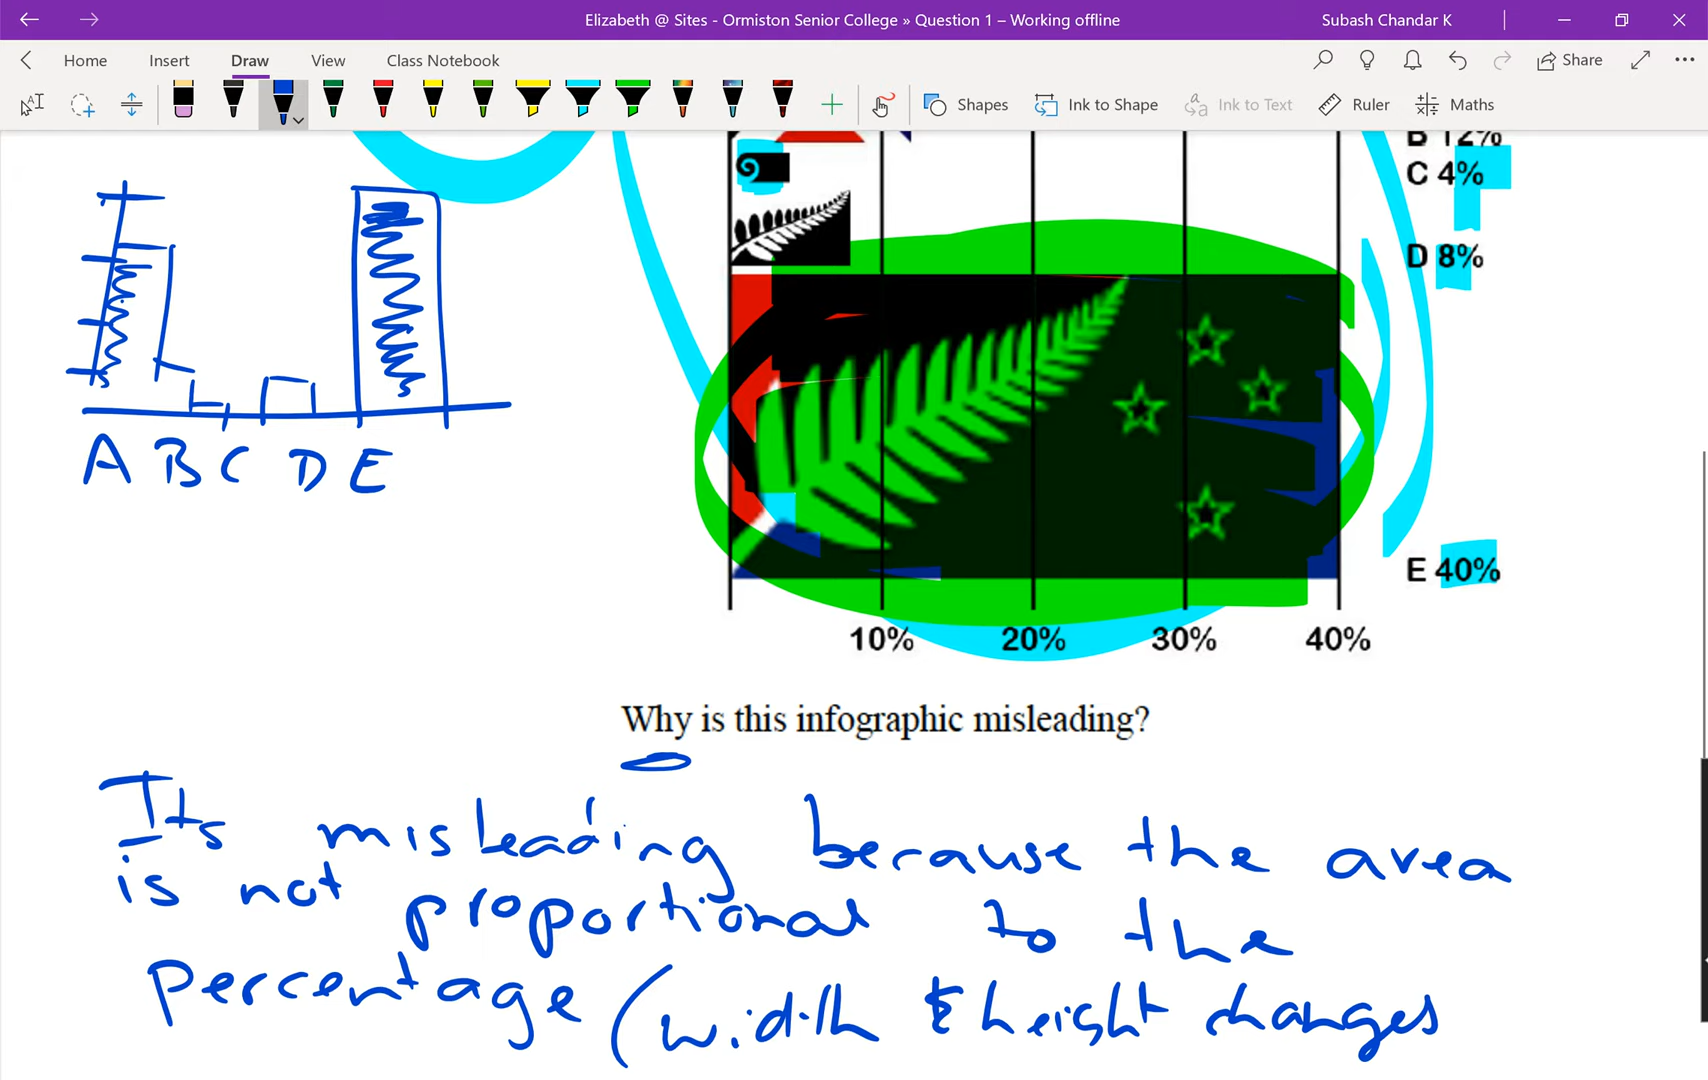 Elizabeth @ Sites - Ormiston Senior College » Question 1 – Working offline
Subash Chandar K
Home Insert Draw View Class Notebook
Share
Shapes Ink to Shape Ink to Text Ruler Maths
B 12%
C 4%
D 8%
E 40%
A B C D E
10% 20% 30% 40%
Why is this infographic misleading?
Its misleading because the area
is not proportional to the
percentage (width & height changes